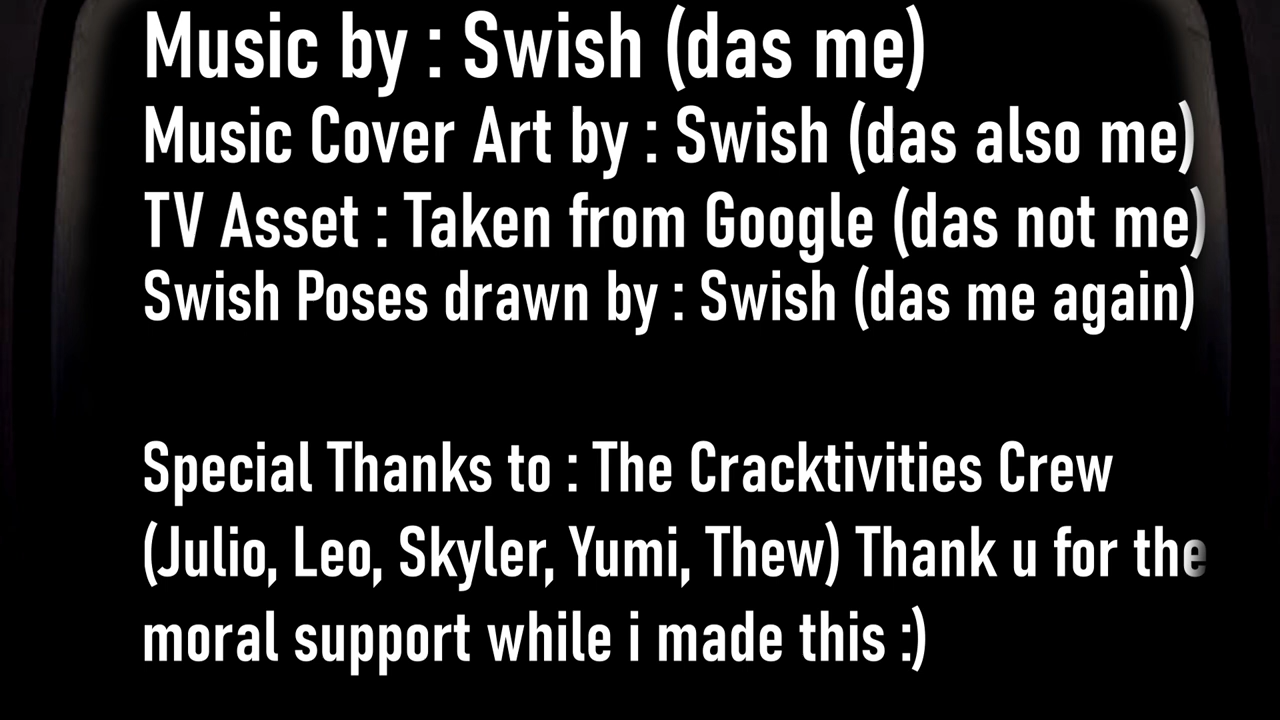 Music by : Swish (das me)
Music Cover Art by : Swish (das also me)
TV Asset : Taken from Google (das not me)
Swish Poses drawn by : Swish (das me again)
Special Thanks to : The Cracktivities Crew
(Julio, Leo, Skyler, Yumi, Thew) Thank u for the
moral support while i made this :)